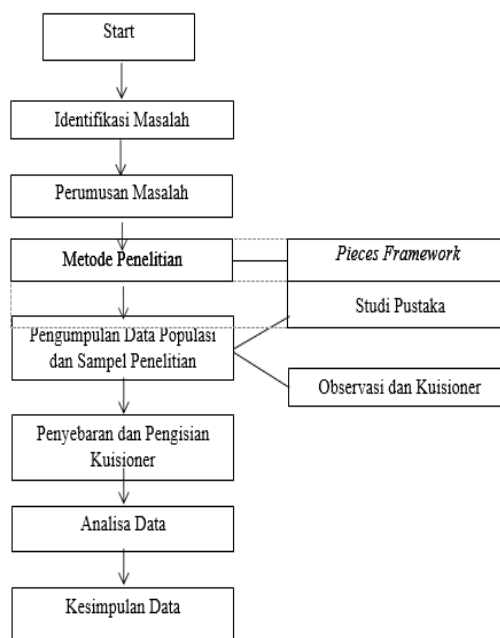 Start
Identifikasi Masalah
Perumusan Masalah
Metode Penelitian
Pieces Framework
Studi Pustaka
Pengumpulan Data Populasi
dan Sampel Penelitian
Observasi dan Kuisioner
Penyebaran dan Pengisian
Kuisioner
Analisa Data
Kesimpulan Data